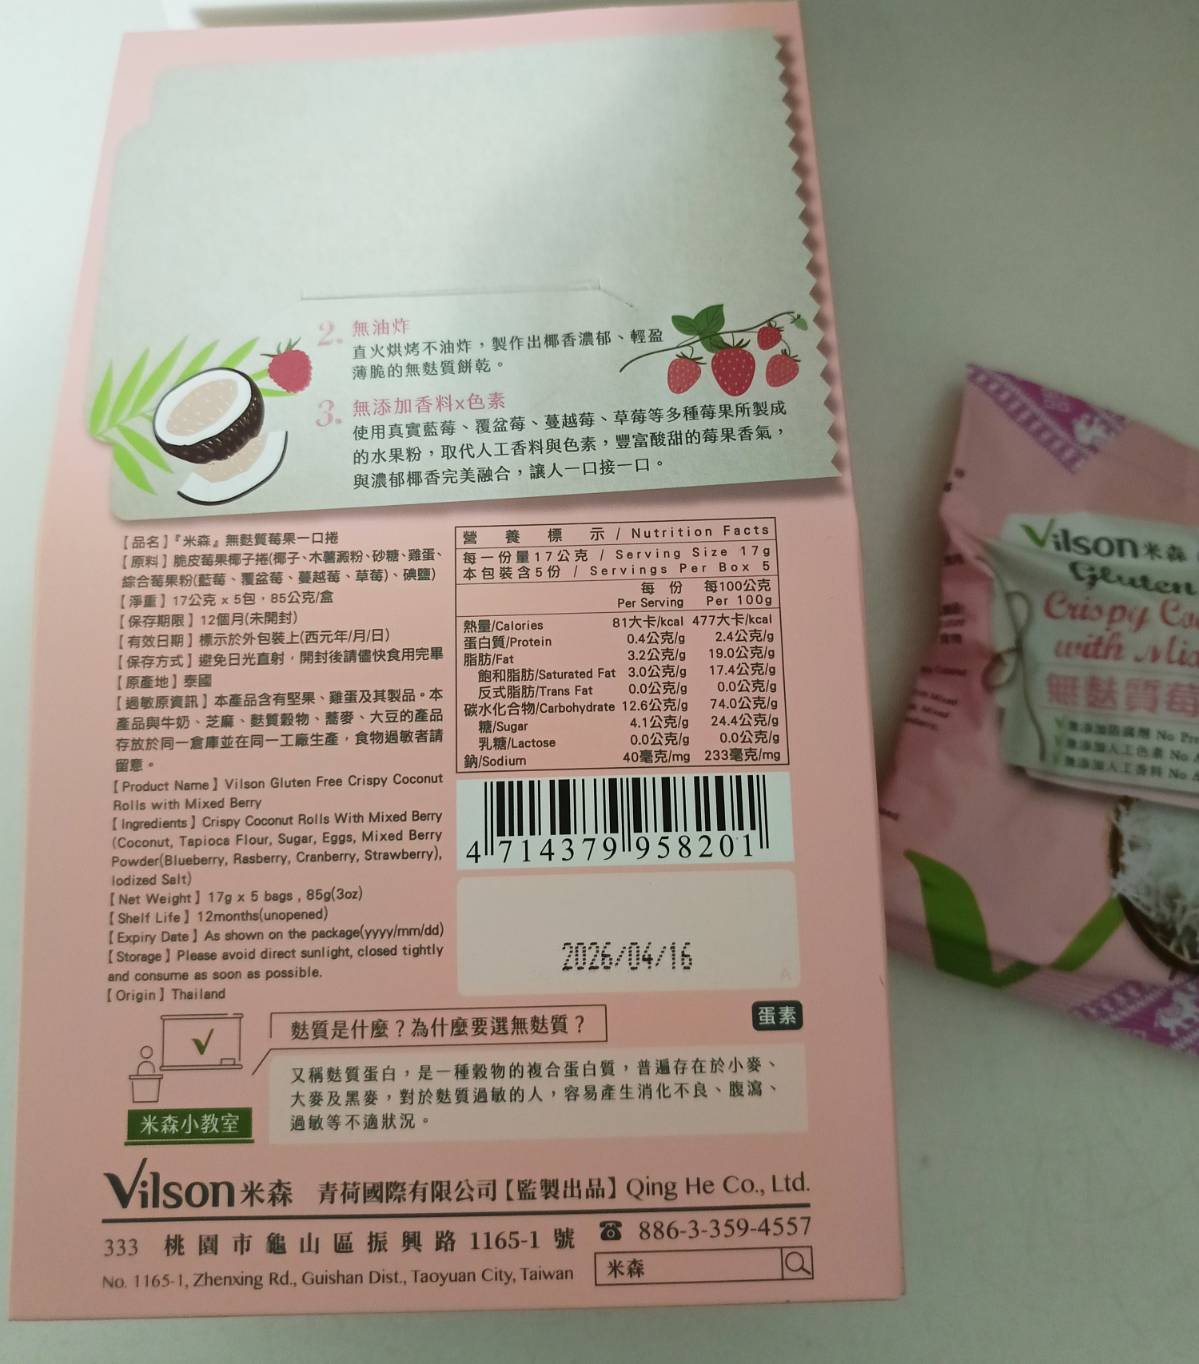 2. 無油炸
直火烘烤不油炸，製作出椰香濃郁、輕盈
薄脆的無麩質餅乾。
3. 無添加香料x色素
使用真實藍莓、覆盆莓、蔓越莓、草莓等多種莓果所製成
的水果粉，取代人工香料與色素，豐富酸甜的莓果香氣，
與濃郁椰香完美融合，讓人一口接一口。
【品名】『米森』無麩質莓果一口捲
【原料】脆皮莓果椰子捲(椰子、木薯澱粉、砂糖、雞蛋、
綜合莓果粉(藍莓、覆盆莓、蔓越莓、草莓)、碘鹽)
【淨重】17公克 x 5包，85公克/盒
【保存期限】12個月(未開封)
【有效日期】標示於外包裝上(西元年/月/日)
【保存方式】避免日光直射，開封後請儘快食用完畢
【原產地】泰國
【過敏原資訊】本產品含有堅果、雞蛋及其製品。本
產品與牛奶、芝麻、麩質穀物、蕎麥、大豆的產品
存放於同一倉庫並在同一工廠生產，食物過敏者請
留意。
【Product Name】Vilson Gluten Free Crispy Coconut
Rolls with Mixed Berry
【Ingredients】Crispy Coconut Rolls With Mixed Berry
(Coconut, Tapioca Flour, Sugar, Eggs, Mixed Berry
Powder(Blueberry, Rasberry, Cranberry, Strawberry),
Iodized Salt)
【Net Weight】17g x 5 bags , 85g(3oz)
【Shelf Life】12months(unopened)
【Expiry Date】As shown on the package(yyyy/mm/dd)
【Storage】Please avoid direct sunlight, closed tightly
and consume as soon as possible.
【Origin】Thailand
營養標示 / Nutrition Facts
每一份量17公克 / Serving Size 17g
本包裝含5份 / Servings Per Box 5
每份 每100公克
Per Serving Per 100g
熱量/Calories 81大卡/kcal 477大卡/kcal
蛋白質/Protein 0.4公克/g 2.4公克/g
脂肪/Fat 3.2公克/g 19.0公克/g
飽和脂肪/Saturated Fat 3.0公克/g 17.4公克/g
反式脂肪/Trans Fat 0.0公克/g 0.0公克/g
碳水化合物/Carbohydrate 12.6公克/g 74.0公克/g
糖/Sugar 4.1公克/g 24.4公克/g
乳糖/Lactose 0.0公克/g 0.0公克/g
鈉/Sodium 40毫克/mg 233毫克/mg
4 714379 958201
2026/04/16
A
蛋素
麩質是什麼？為什麼要選無麩質？
又稱麩質蛋白，是一種穀物的複合蛋白質，普遍存在於小麥、
大麥及黑麥，對於麩質過敏的人，容易產生消化不良、腹瀉、
過敏等不適狀況。
米森小教室
Vilson 米森 青荷國際有限公司【監製出品】Qing He Co., Ltd.
333 桃園市龜山區振興路 1165-1 號 ☎ 886-3-359-4557
No. 1165-1, Zhenxing Rd., Guishan Dist., Taoyuan City, Taiwan
米森
Vilson 米森
Gluten
Crispy Co
with Mix
無麩質莓
無添加防腐劑 No Pre
無添加人工色素 No A
無添加人工香料 No A